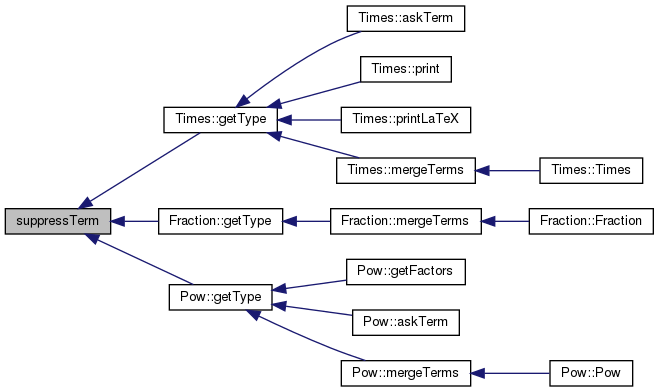 Times::askTerm
Times::print
Times::getType
Times::printLaTeX
Times::mergeTerms
Times::Times
suppressTerm
Fraction::getType
Fraction::mergeTerms
Fraction::Fraction
Pow::getFactors
Pow::getType
Pow::askTerm
Pow::mergeTerms
Pow::Pow